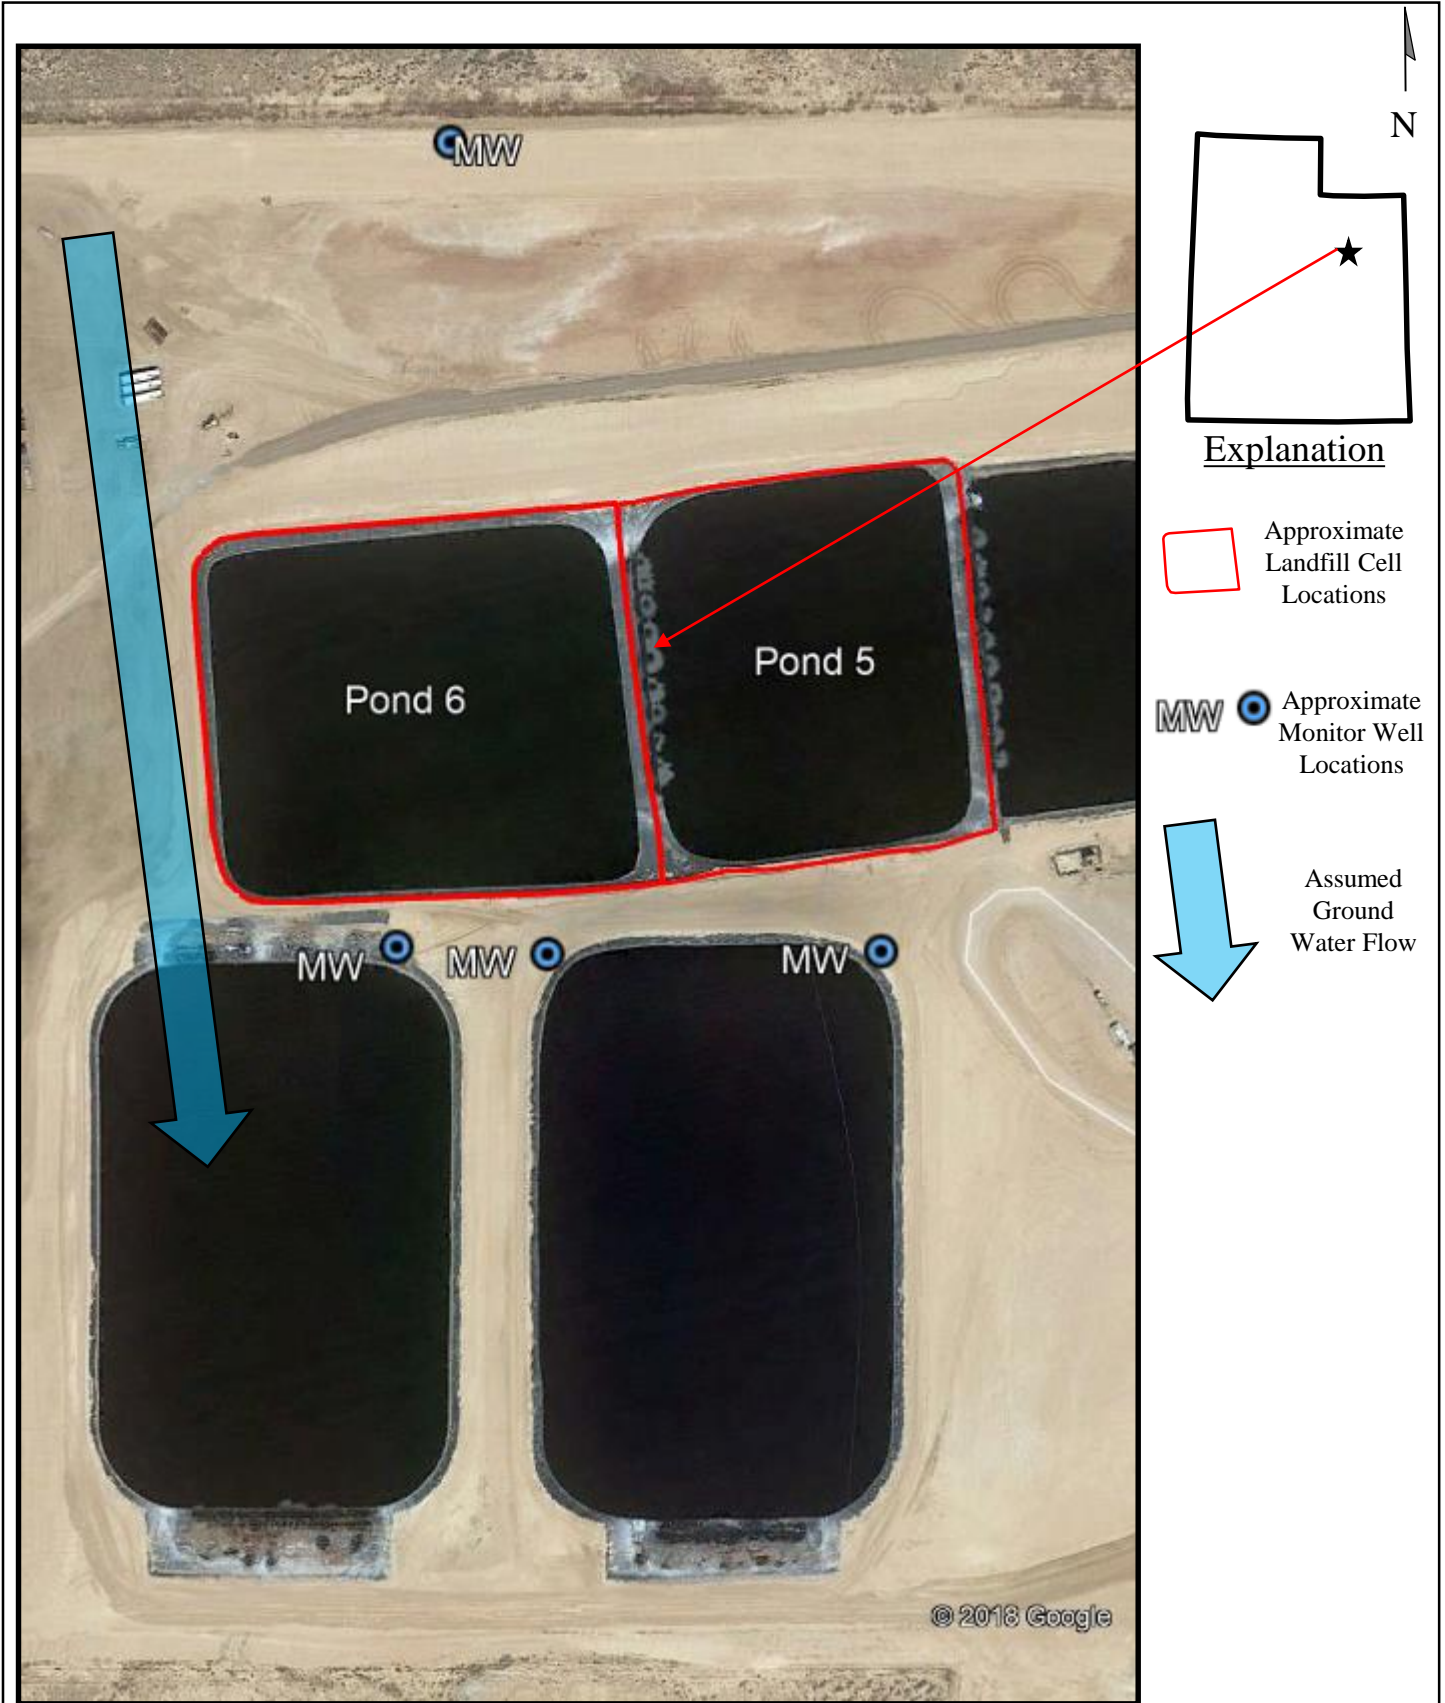 N
MW
Explanation
Approximate
Landfill Cell
Locations
Pond 5
Pond 6
MW
Approximate
Monitor Well
Locations
Assumed
Ground
Water Flow
MW
MW
MW
© 2018 Google